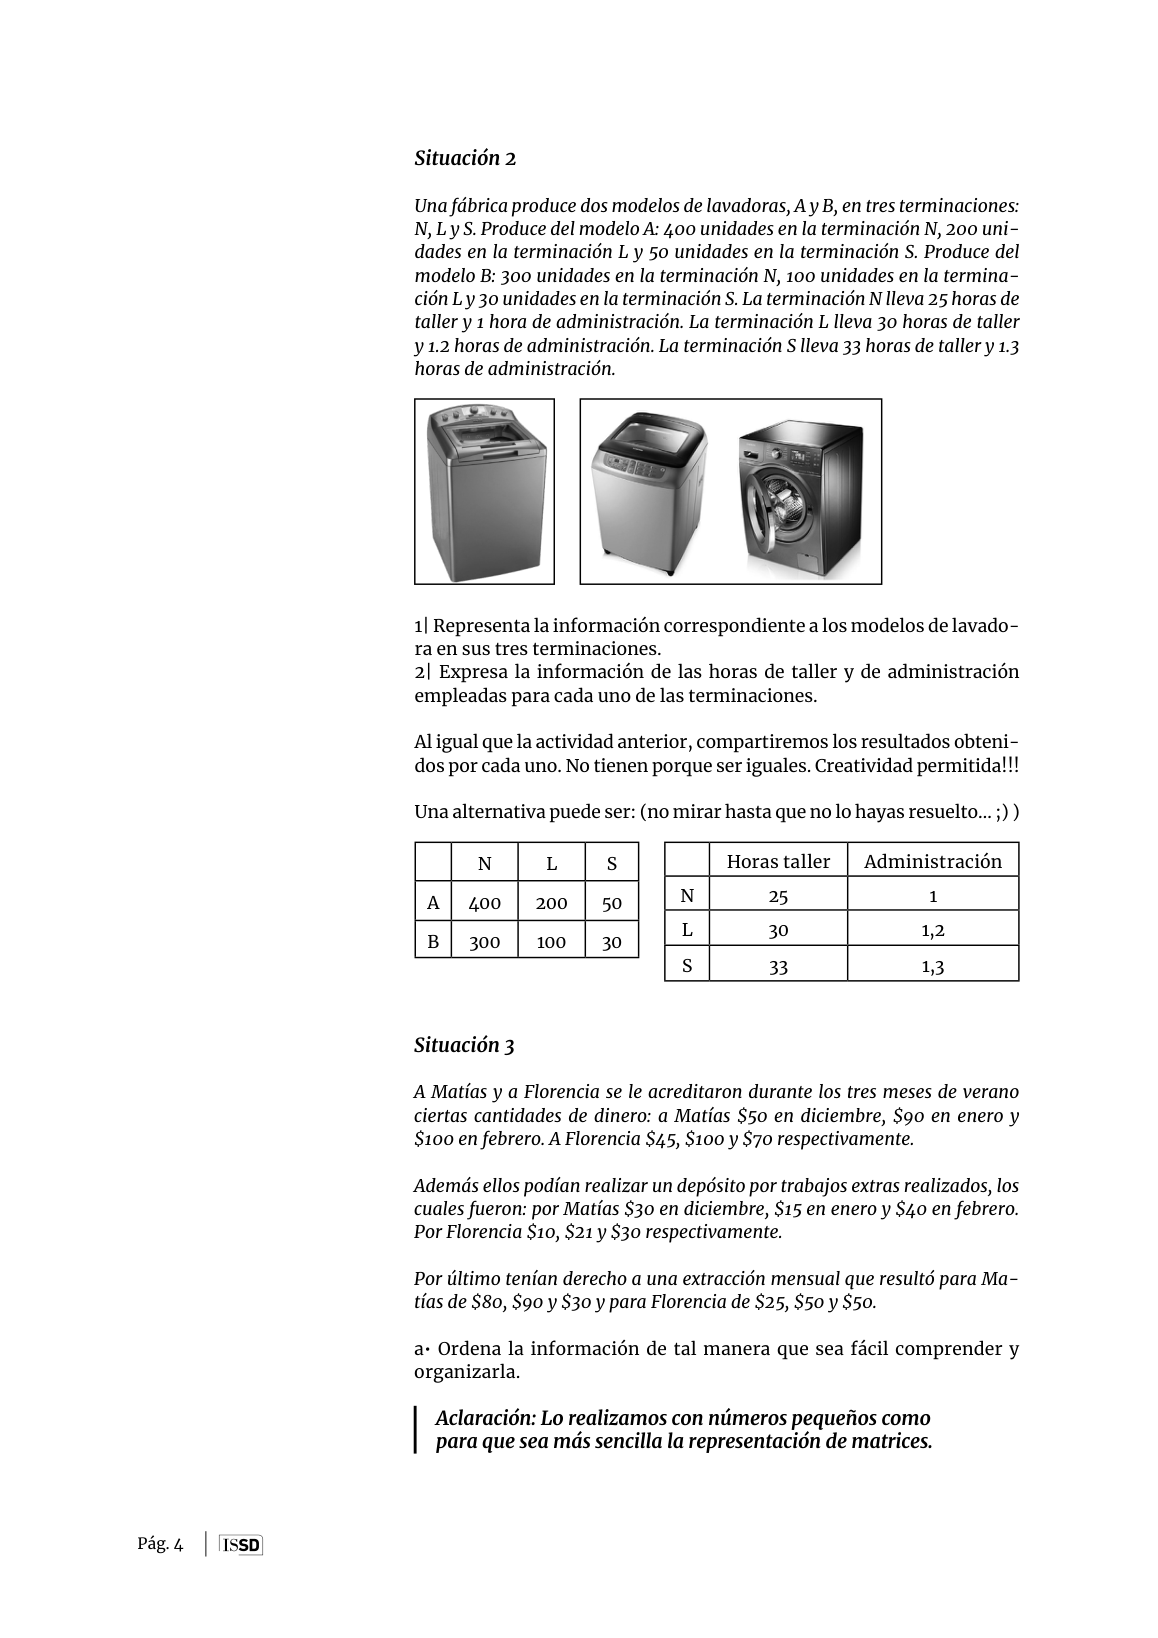 Situación 2
Una fábrica produce dos modelos de lavadoras, A y B, en tres terminaciones:
N, L y S. Produce del modelo A: 400 unidades en la terminación N, 200 uni-
dades en la terminación L y 50 unidades en la terminación S. Produce del
modelo B: 300 unidades en la terminación N, 100 unidades en la termina-
ción L y 30 unidades en la terminación S. La terminación N lleva 25 horas de
taller y 1 hora de administración. La terminación L lleva 30 horas de taller
y 1.2 horas de administración. La terminación S lleva 33 horas de taller y 1.3
horas de administración.
1| Representa la información correspondiente a los modelos de lavado-
ra en sus tres terminaciones.
2| Expresa la información de las horas de taller y de administración
empleadas para cada uno de las terminaciones.
Al igual que la actividad anterior, compartiremos los resultados obteni-
dos por cada uno. No tienen porque ser iguales. Creatividad permitida!!!
Una alternativa puede ser: (no mirar hasta que no lo hayas resuelto... ;) )
N L S
A 400 200 50
B 300 100 30
Horas taller Administración
N 25 1
L 30 1,2
S 33 1,3
Situación 3
A Matías y a Florencia se le acreditaron durante los tres meses de verano
ciertas cantidades de dinero: a Matías $50 en diciembre, $90 en enero y
$100 en febrero. A Florencia $45, $100 y $70 respectivamente.
Además ellos podían realizar un depósito por trabajos extras realizados, los
cuales fueron: por Matías $30 en diciembre, $15 en enero y $40 en febrero.
Por Florencia $10, $21 y $30 respectivamente.
Por último tenían derecho a una extracción mensual que resultó para Ma-
tías de $80, $90 y $30 y para Florencia de $25, $50 y $50.
a· Ordena la información de tal manera que sea fácil comprender y
organizarla.
Aclaración: Lo realizamos con números pequeños como
para que sea más sencilla la representación de matrices.
Pág. 4
ISSD